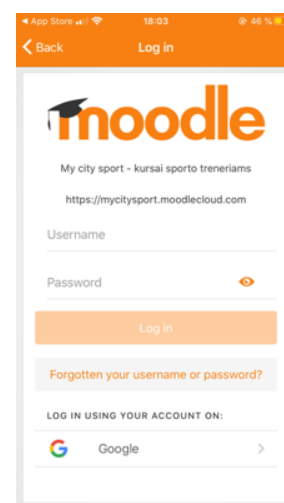 App Store 18:03 46 %
Back Log in
moodle
My city sport - kursai sporto treneriams
https://mycitysport.moodlecloud.com
Username
Password
Log in
Forgotten your username or password?
LOG IN USING YOUR ACCOUNT ON:
Google